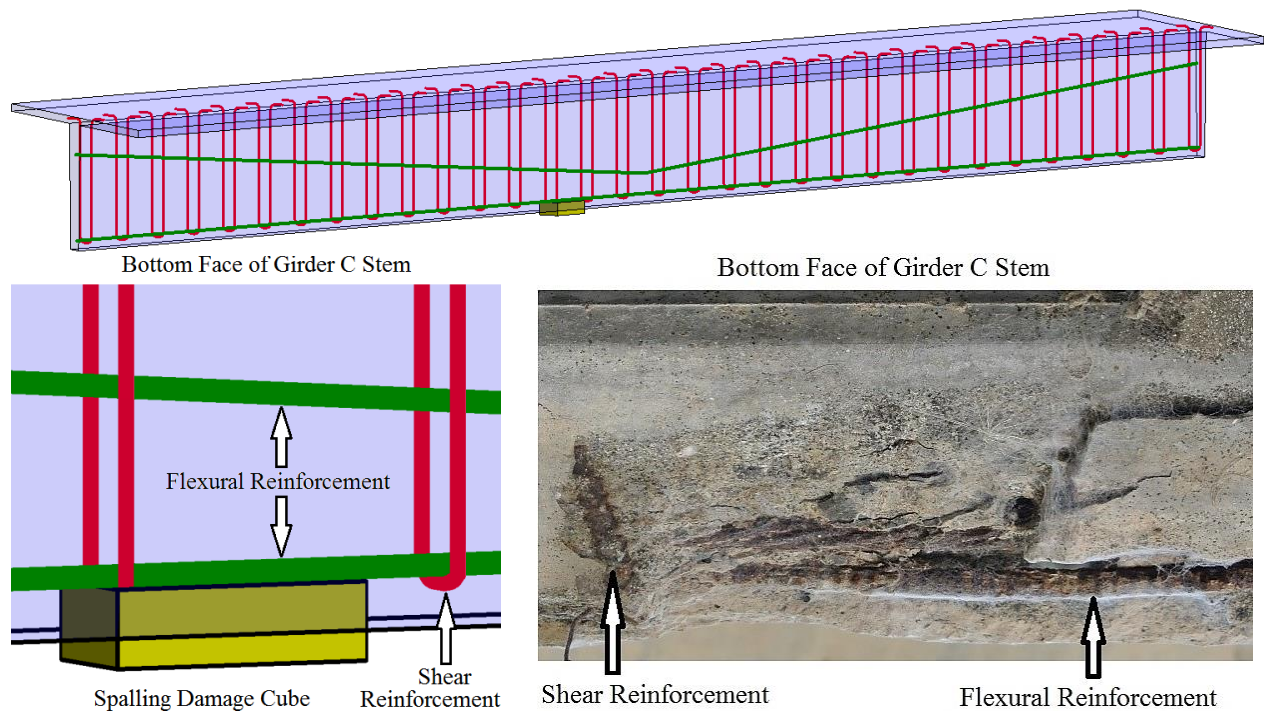 Bottom Face of Girder C Stem
Bottom Face of Girder C Stem
Flexural Reinforcement
Spalling Damage Cube
Shear
Reinforcement
Shear Reinforcement
Flexural Reinforcement